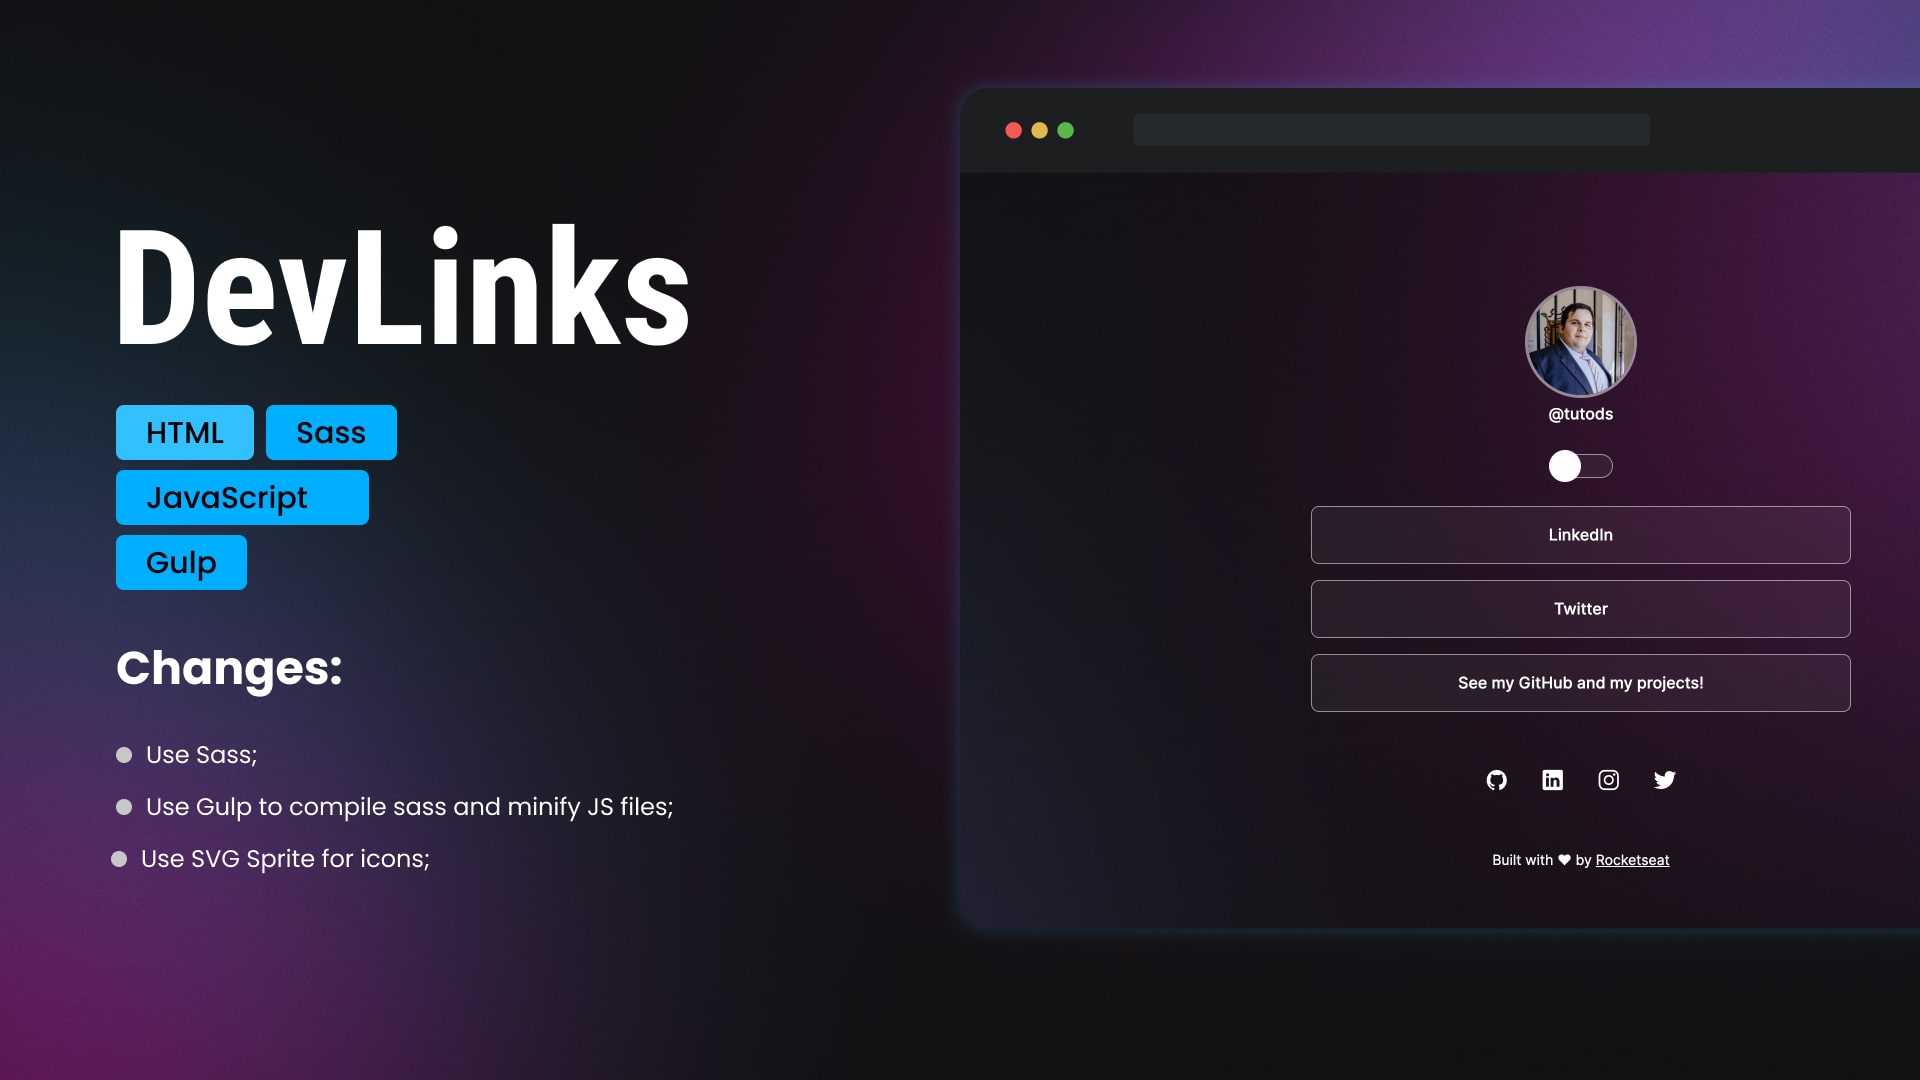 DevLinks
HTML
Sass
JavaScript
Gulp
Changes:
Use Sass;
Use Gulp to compile sass and minify JS files;
Use SVG Sprite for icons;
@tutods
LinkedIn
Twitter
See my GitHub and my projects!
Built with ♥ by Rocketseat